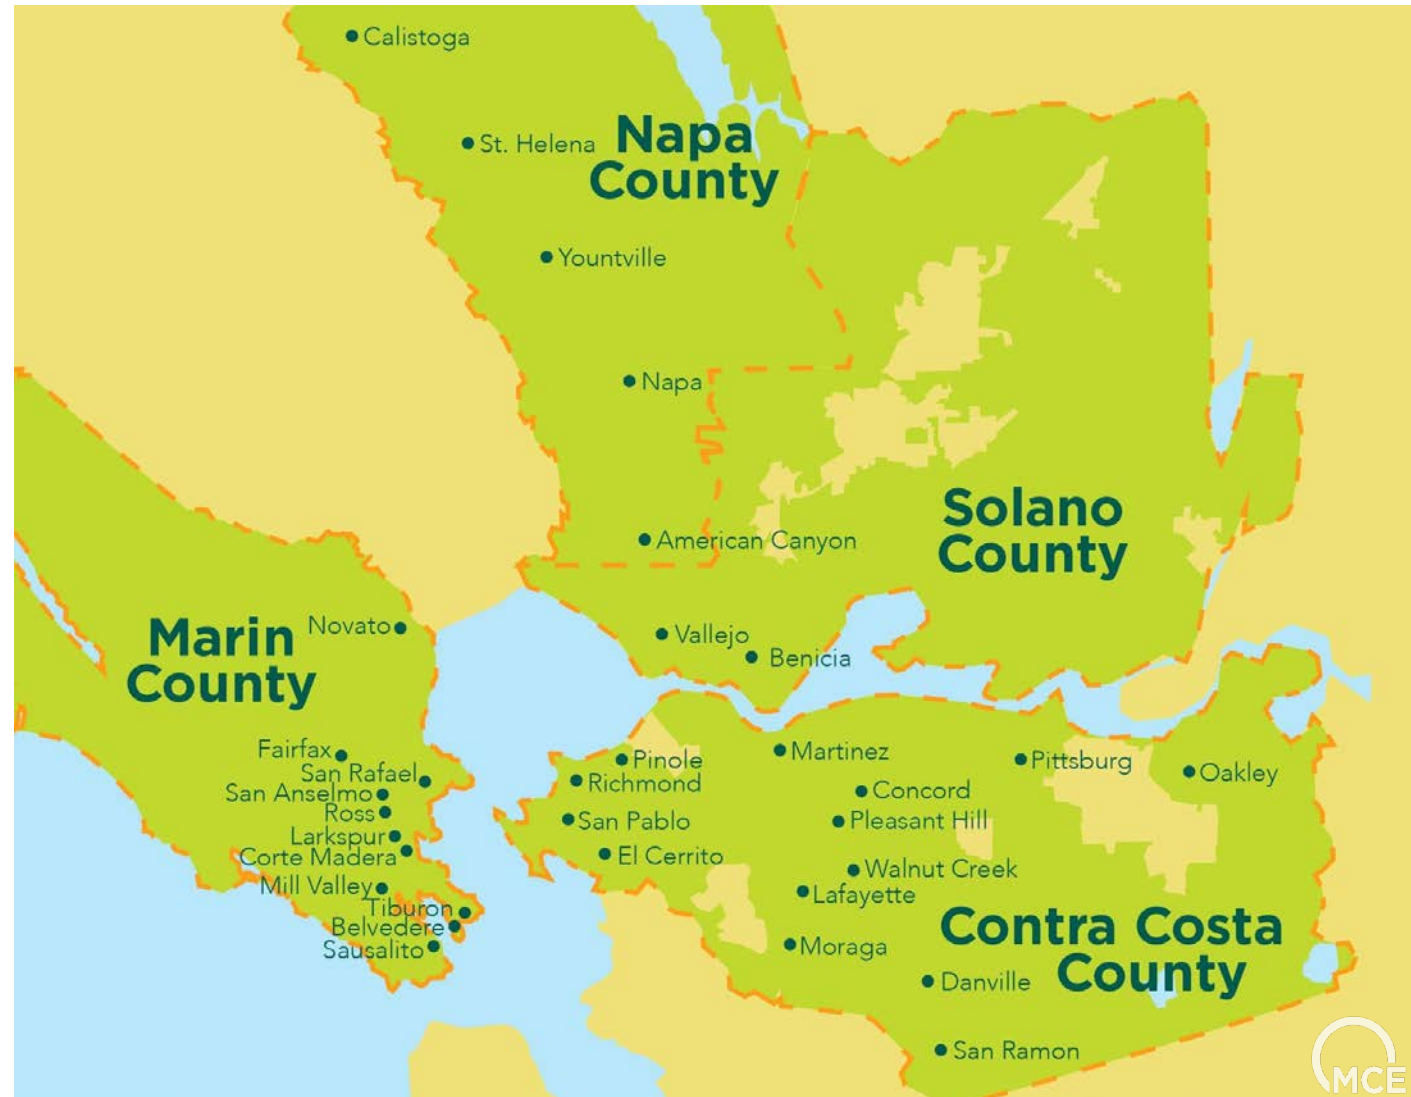 Calistoga
St. Helena
Napa
County
Yountville
Napa
American Canyon
Solano
County
Marin
County
Novato
Vallejo
Benicia
Fairfax
San Rafael
San Anselmo
Ross
Larkspur
Corte Madera
Mill Valley
Tiburon
Belvedere
Sausalito
Pinole
Richmond
San Pablo
El Cerrito
Martinez
Concord
Pleasant Hill
Walnut Creek
Lafayette
Moraga
Pittsburg
Oakley
Contra Costa
County
Danville
San Ramon
MCE